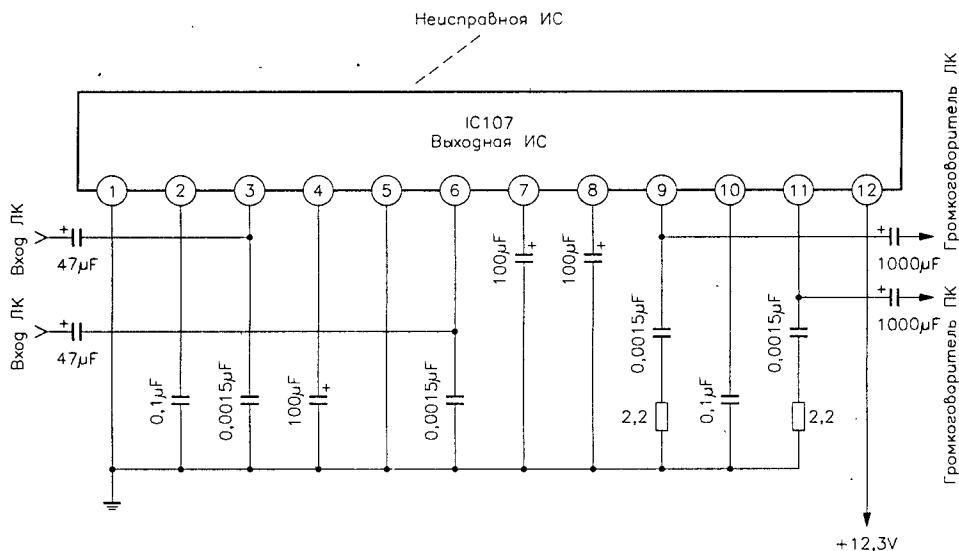 Неисправноя ИС
IC107
Выходная ИС
1 2 3 4 5 6 7 8 9 10 11 12
Вход ЛК
+
47µF
Вход ЛК
+
47µF
0,1µF
0,0015µF
100µF
+
0,0015µF
100µF
+
100µF
+
0,0015µF
2,2
0,1µF
0,0015µF
2,2
+
1000µF
+
1000µF
Громкоговоритель ЛК
Громкоговоритель ПК
+12,3V